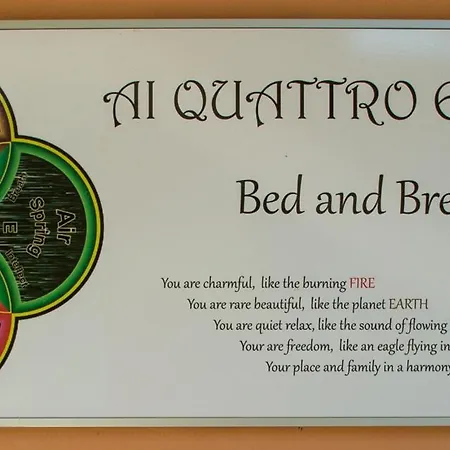 AI QUATTRO
Bed and Bre
You are charmful, like the burning FIRE
You are rare beautiful, like the planet EARTH
You are quiet relax, like the sound of flowing
Your are freedom, like an eagle flying in
Your place and family in a harmony
Air
Spring
E